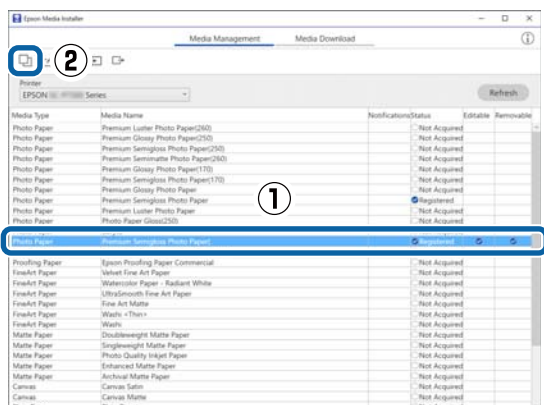 Epson Media Installer
Media Management Media Download
②
Printer
EPSON Series
Refresh
Media Type Media Name Notifications Status Editable Removable
Photo Paper Premium Luster Photo Paper(260) Not Acquired
Photo Paper Premium Glossy Photo Paper(250) Not Acquired
Photo Paper Premium Semigloss Photo Paper(250) Not Acquired
Photo Paper Premium Semimatte Photo Paper(260) Not Acquired
Photo Paper Premium Glossy Photo Paper(170) Not Acquired
Photo Paper Premium Semigloss Photo Paper(170) Not Acquired
Photo Paper Premium Glossy Photo Paper Not Acquired
Photo Paper Premium Semigloss Photo Paper Registered
Photo Paper Premium Luster Photo Paper Not Acquired
Photo Paper Photo Paper Gloss(250) Not Acquired
①
Photo Paper Premium Semigloss Photo Paper Registered
Proofing Paper Epson Proofing Paper Commercial Not Acquired
FineArt Paper Velvet Fine Art Paper Not Acquired
FineArt Paper Watercolor Paper - Radiant White Not Acquired
FineArt Paper UltraSmooth Fine Art Paper Not Acquired
FineArt Paper Fine Art Matte Not Acquired
FineArt Paper Washi <Thin> Not Acquired
FineArt Paper Washi Not Acquired
Matte Paper Doubleweight Matte Paper Not Acquired
Matte Paper Singleweight Matte Paper Not Acquired
Matte Paper Photo Quality Inkjet Paper Not Acquired
Matte Paper Enhanced Matte Paper Not Acquired
Matte Paper Archival Matte Paper Not Acquired
Canvas Canvas Satin Not Acquired
Canvas Canvas Matte Not Acquired